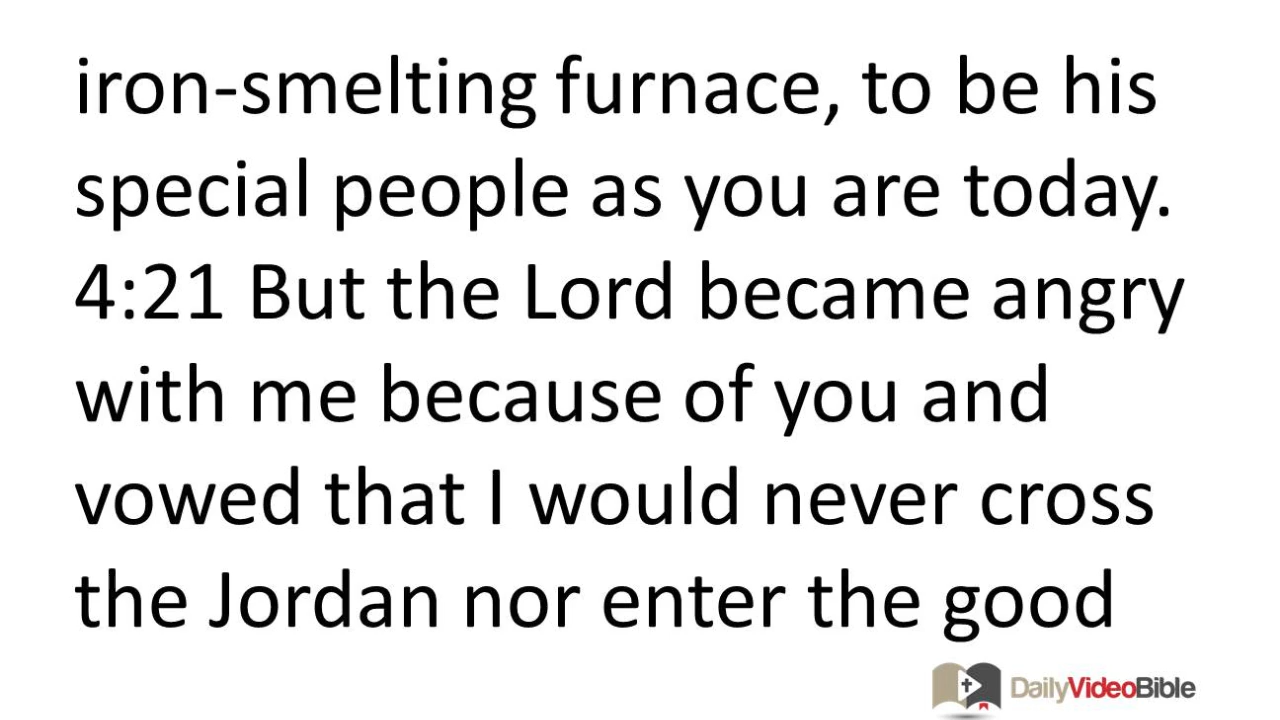 iron-smelting furnace, to be his
special people as you are today.
4:21 But the Lord became angry
with me because of you and
vowed that I would never cross
the Jordan nor enter the good
DailyVideoBible